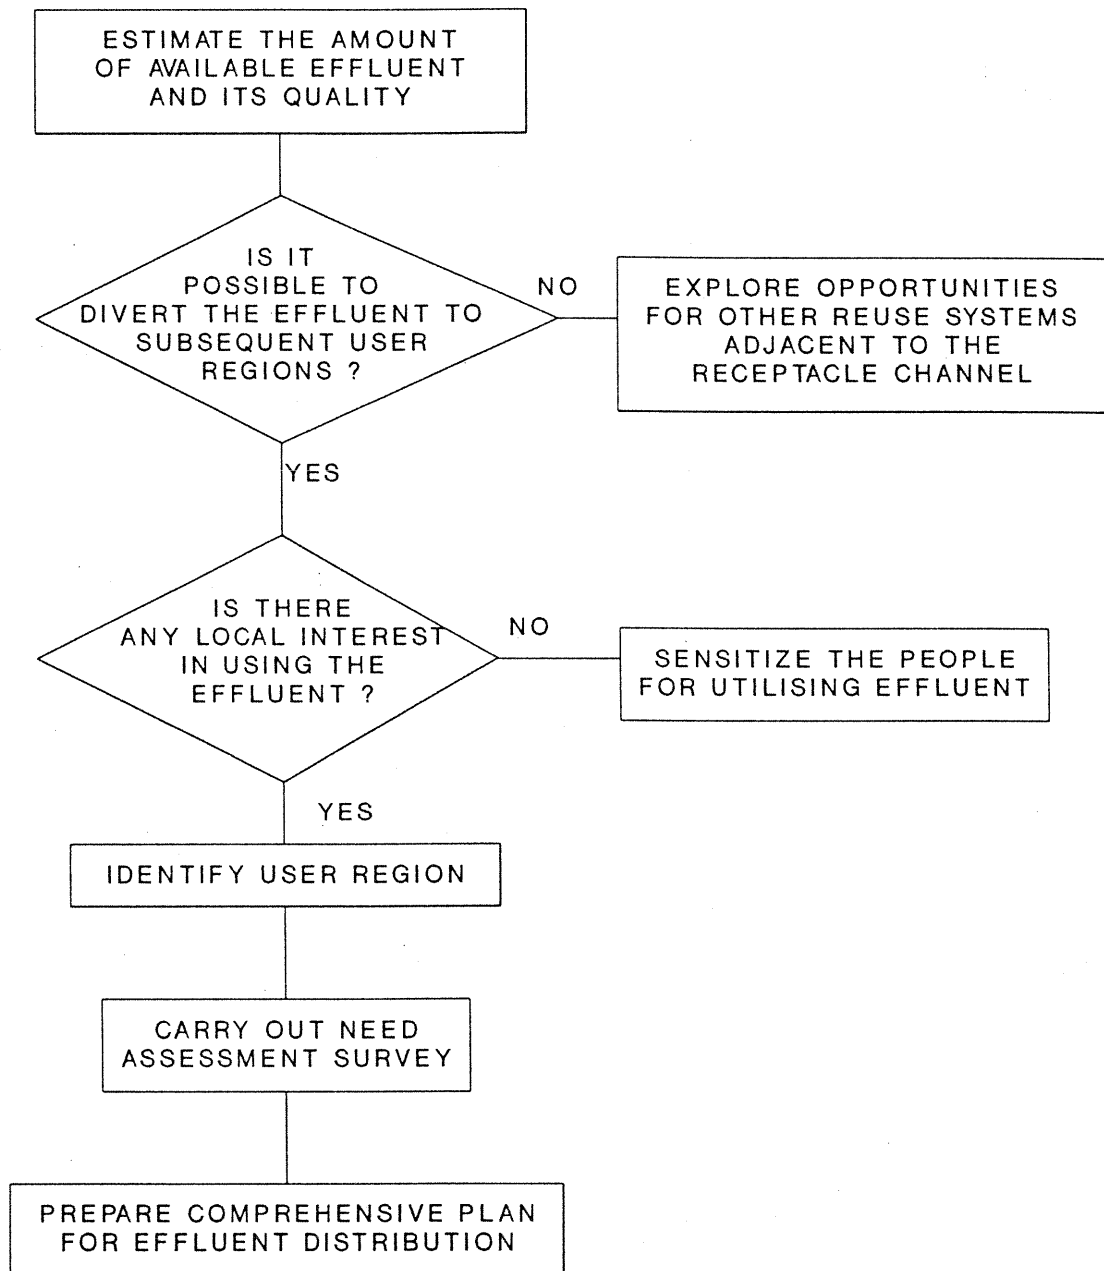 ESTIMATE THE AMOUNT
OF AVAILABLE EFFLUENT
AND ITS QUALITY
IS IT
POSSIBLE TO
DIVERT THE EFFLUENT TO
SUBSEQUENT USER
REGIONS ?
NO
EXPLORE OPPORTUNITIES
FOR OTHER REUSE SYSTEMS
ADJACENT TO THE
RECEPTACLE CHANNEL
YES
IS THERE
ANY LOCAL INTEREST
IN USING THE
EFFLUENT ?
NO
SENSITIZE THE PEOPLE
FOR UTILISING EFFLUENT
YES
IDENTIFY USER REGION
CARRY OUT NEED
ASSESSMENT SURVEY
PREPARE COMPREHENSIVE PLAN
FOR EFFLUENT DISTRIBUTION